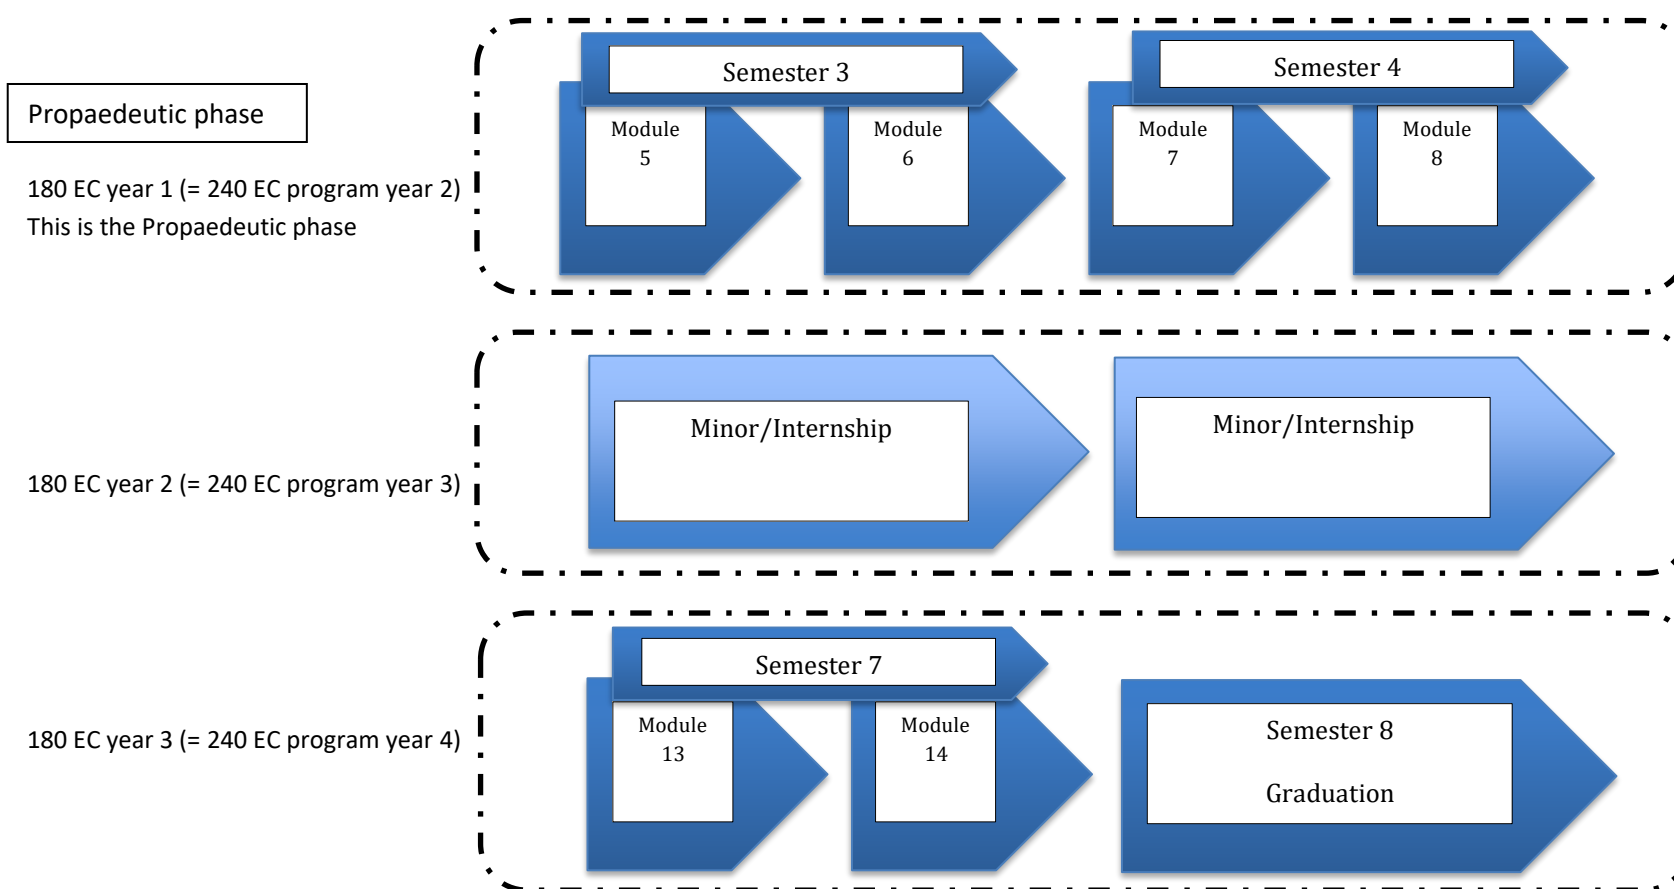 Propaedeutic phase
180 EC year 1 (= 240 EC program year 2)
This is the Propaedeutic phase
Semester 3
Semester 4
Module
5
Module
6
Module
7
Module
8
180 EC year 2 (= 240 EC program year 3)
Minor/Internship
Minor/Internship
180 EC year 3 (= 240 EC program year 4)
Semester 7
Module
13
Module
14
Semester 8
Graduation